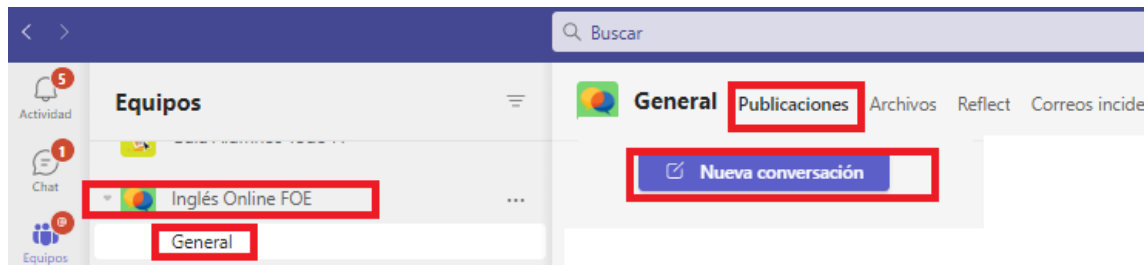 Buscar
5
Actividad
Equipos
General Publicaciones Archivos Reflect Correos incide
1
Chat
Nueva conversación
Inglés Online FOE
...
General
@
Equipos